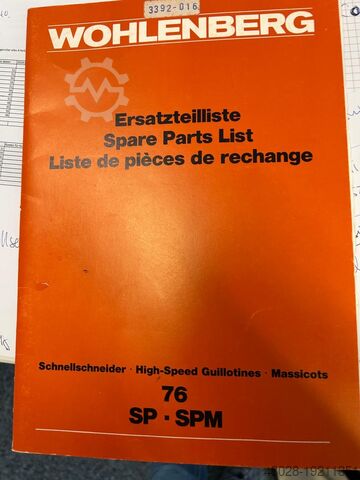 3392-016
WOHLENBERG
Ersatzteilliste
Spare Parts List
Liste de pièces de rechange
Schnellschneider · High-Speed Guillotines · Massicots
76
SP · SPM